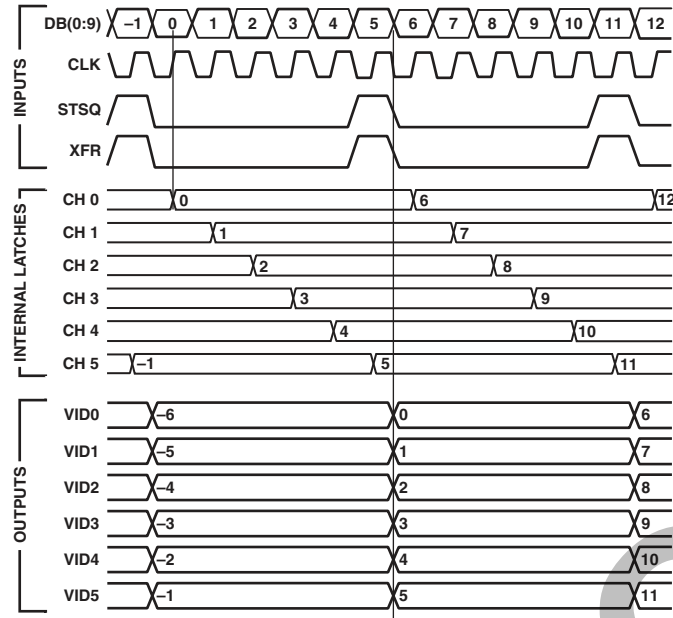 INPUTS
DB(0:9) –1 0 1 2 3 4 5 6 7 8 9 10 11 12
CLK
STSQ
XFR
INTERNAL LATCHES
CH 0 0 6 12
CH 1 1 7
CH 2 2 8
CH 3 3 9
CH 4 4 10
CH 5 –1 5 11
OUTPUTS
VID0 –6 0 6
VID1 –5 1 7
VID2 –4 2 8
VID3 –3 3 9
VID4 –2 4 10
VID5 –1 5 11